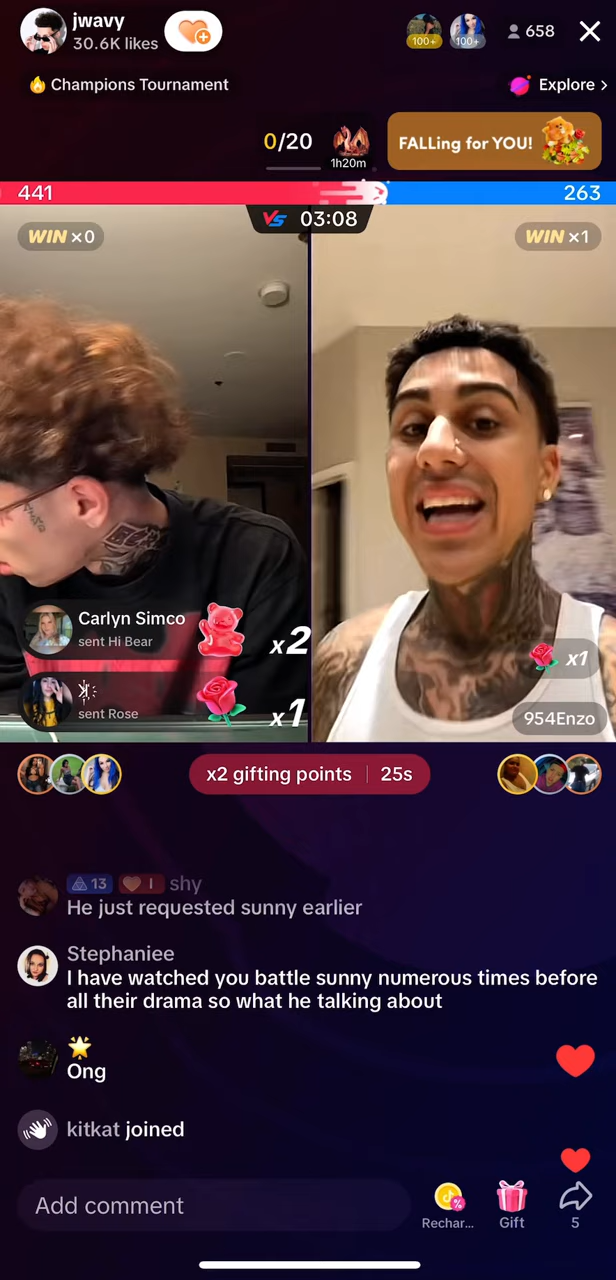 jwavy
30.6K likes
100+
100+
658
Champions Tournament
Explore >
0/20
1h20m
FALLing for YOU!
441
263
VS 03:08
WIN x0
WIN x1
Carlyn Simco
sent Hi Bear
x2
sent Rose
x1
x1
954Enzo
x2 gifting points | 25s
13 I shy
He just requested sunny earlier
Stephaniee
I have watched you battle sunny numerous times before
all their drama so what he talking about
Ong
kitkat joined
Add comment
Rechar...
Gift
5